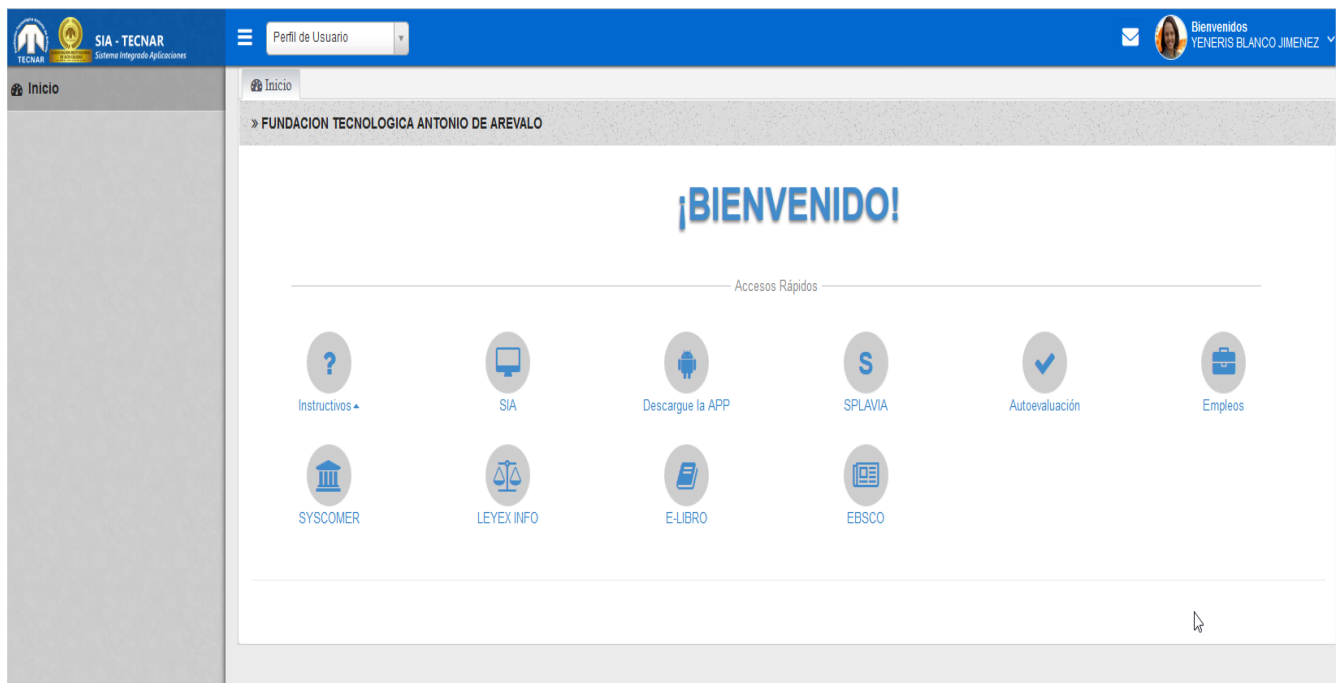 TECNAR
SIA - TECNAR
Sistema Integrado Aplicaciones
Perfil de Usuario
Bienvenidos
YENERIS BLANCO JIMENEZ
Inicio
Inicio
» FUNDACION TECNOLOGICA ANTONIO DE AREVALO
¡BIENVENIDO!
Accesos Rápidos
?
S
Instructivos
SIA
Descargue la APP
SPLAVIA
Autoevaluación
Empleos
SYSCOMER
LEYEX INFO
E-LIBRO
EBSCO